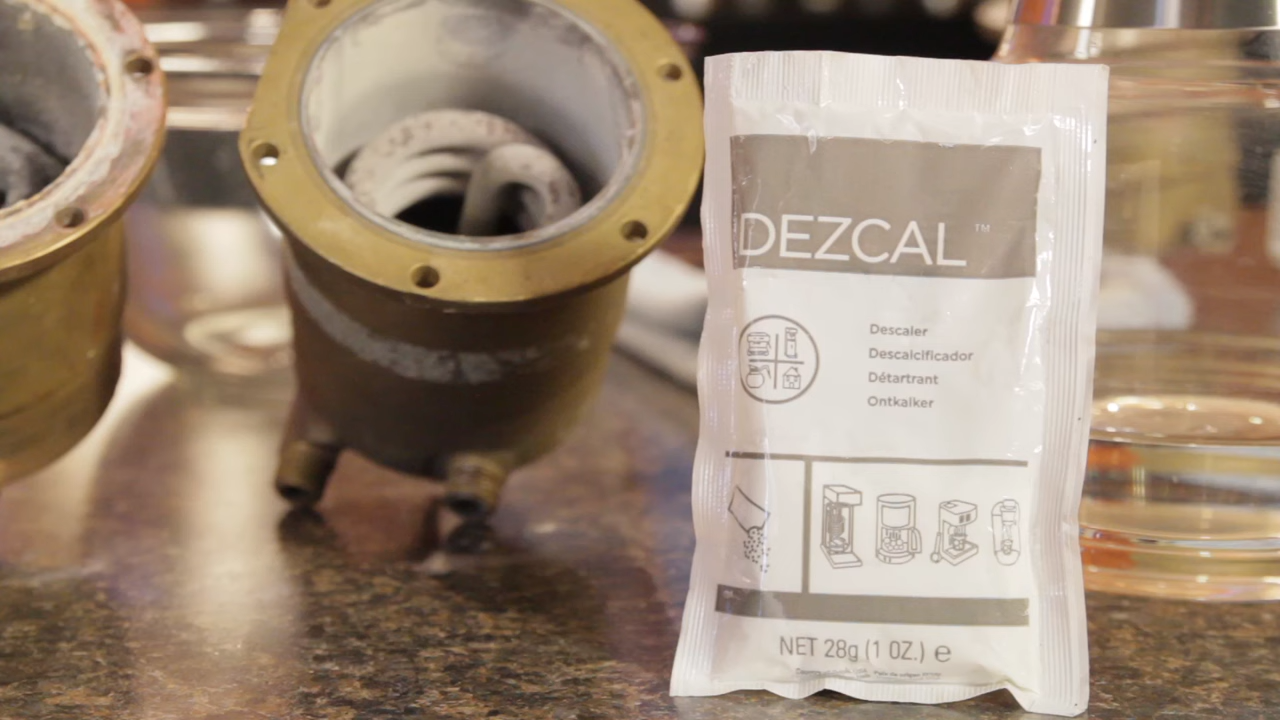 DEZCAL™
Descaler
Descalcificador
Détartrant
Ontkalker
NET 28g (1 OZ.) e